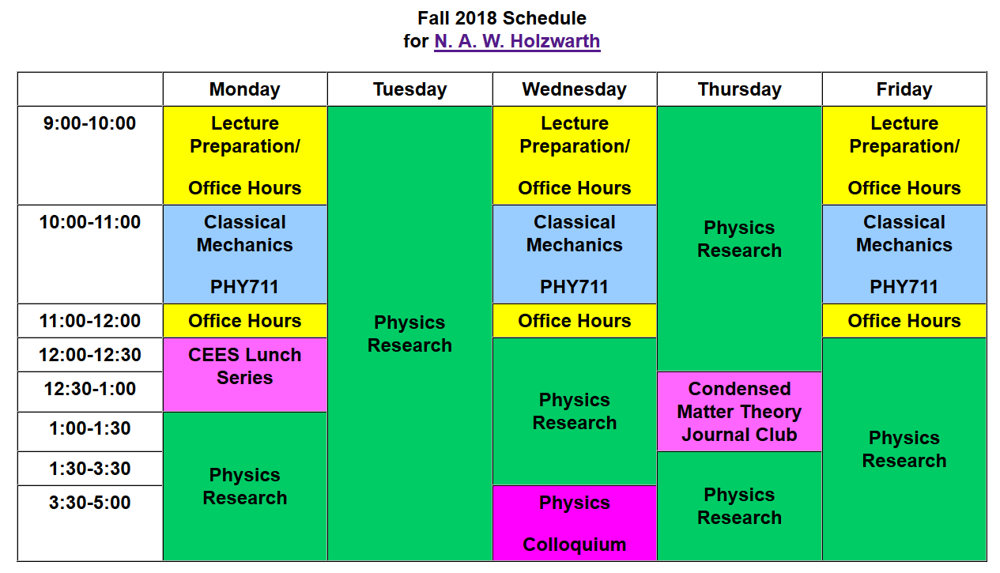 Fall 2018 Schedule
for N. A. W. Holzwarth
Monday
Tuesday
Wednesday
Thursday
Friday
9:00-10:00
Lecture
Preparation/
Office Hours
Physics
Research
Lecture
Preparation/
Office Hours
Physics
Research
Lecture
Preparation/
Office Hours
10:00-11:00
Classical
Mechanics
PHY711
Classical
Mechanics
PHY711
Classical
Mechanics
PHY711
11:00-12:00
Office Hours
Office Hours
Office Hours
12:00-12:30
CEES Lunch
Series
Physics
Research
Physics
Research
12:30-1:00
Condensed
Matter Theory
Journal Club
1:00-1:30
Physics
Research
1:30-3:30
Physics
Research
3:30-5:00
Physics
Colloquium